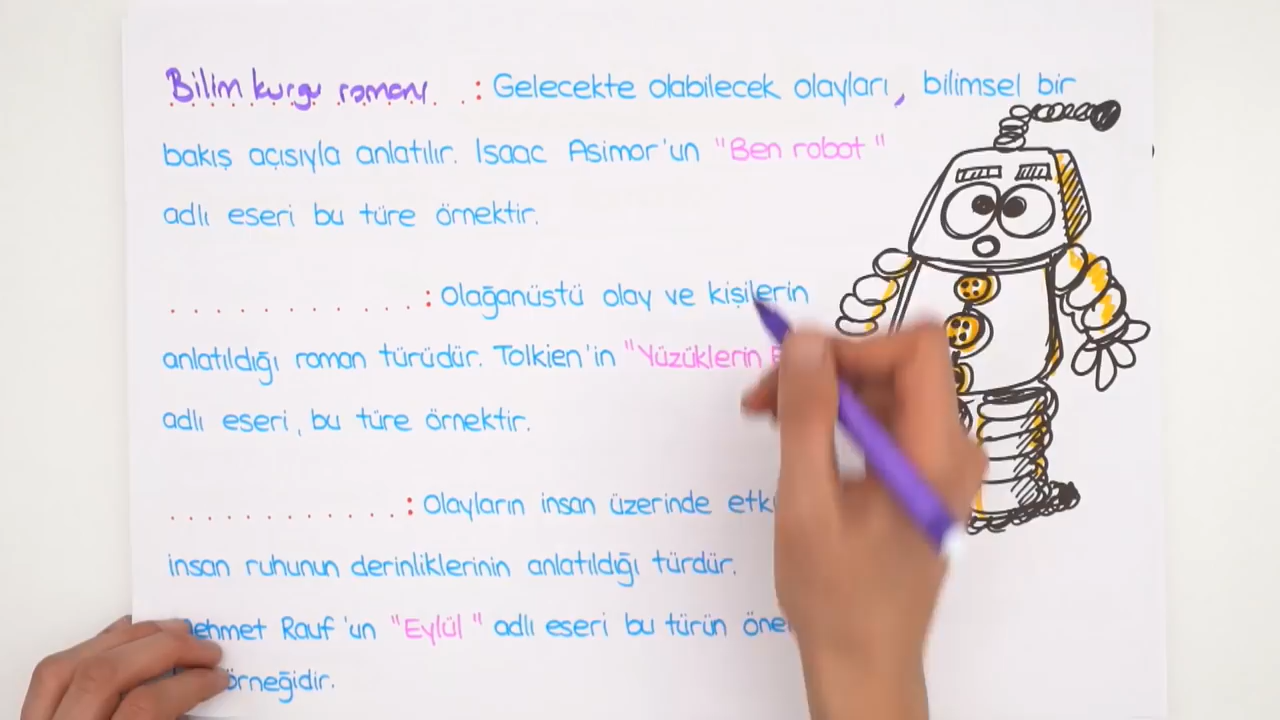 Bilim kurgu romanı : Gelecekte olabilecek olayları, bilimsel bir
bakış açısıyla anlatılır. Isaac Asimor'un "Ben robot"
adlı eseri bu türe örnektir.
............ : Olağanüstü olay ve kişilerin
anlatıldığı roman türüdür. Tolkien'in "Yüzüklerin
adlı eseri, bu türe örnektir.
............ : Olayların insan üzerinde
insan ruhunun derinliklerinin anlatıldığı türdür.
Rauf'un "Eylül" adlı eseri bu türün
örneğidir.